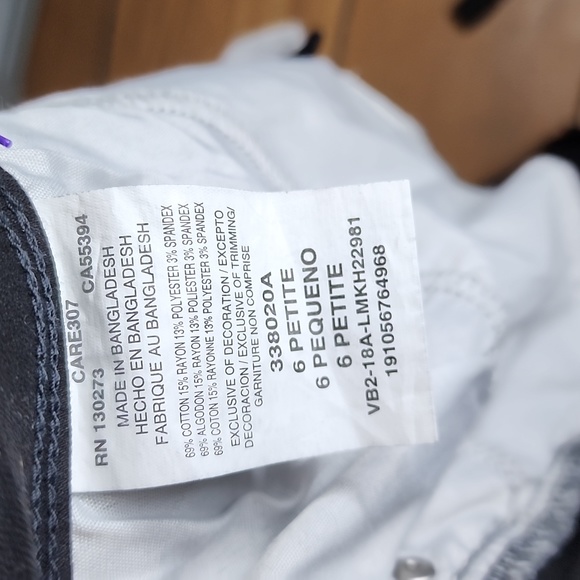 CARE307
RN 130273 CA55394
MADE IN BANGLADESH
HECHO EN BANGLADESH
FABRIQUE AU BANGLADESH
69% COTTON 15% RAYON 13% POLYESTER 3% SPANDEX
69% ALGODON 15% RAYON 13% POLIESTER 3% SPANDEX
69% COTON 15% RAYONNE 13% POLYESTER 3% SPANDEX
EXCLUSIVE OF DECORATION / EXCEPTO
DECORACION / EXCLUSIVE OF TRIMMING/
GARNITURE NON COMPRISE
338020A
6 PETITE
6 PEQUENO
6 PETITE
VB2-18A-LMKH22981
191056764968